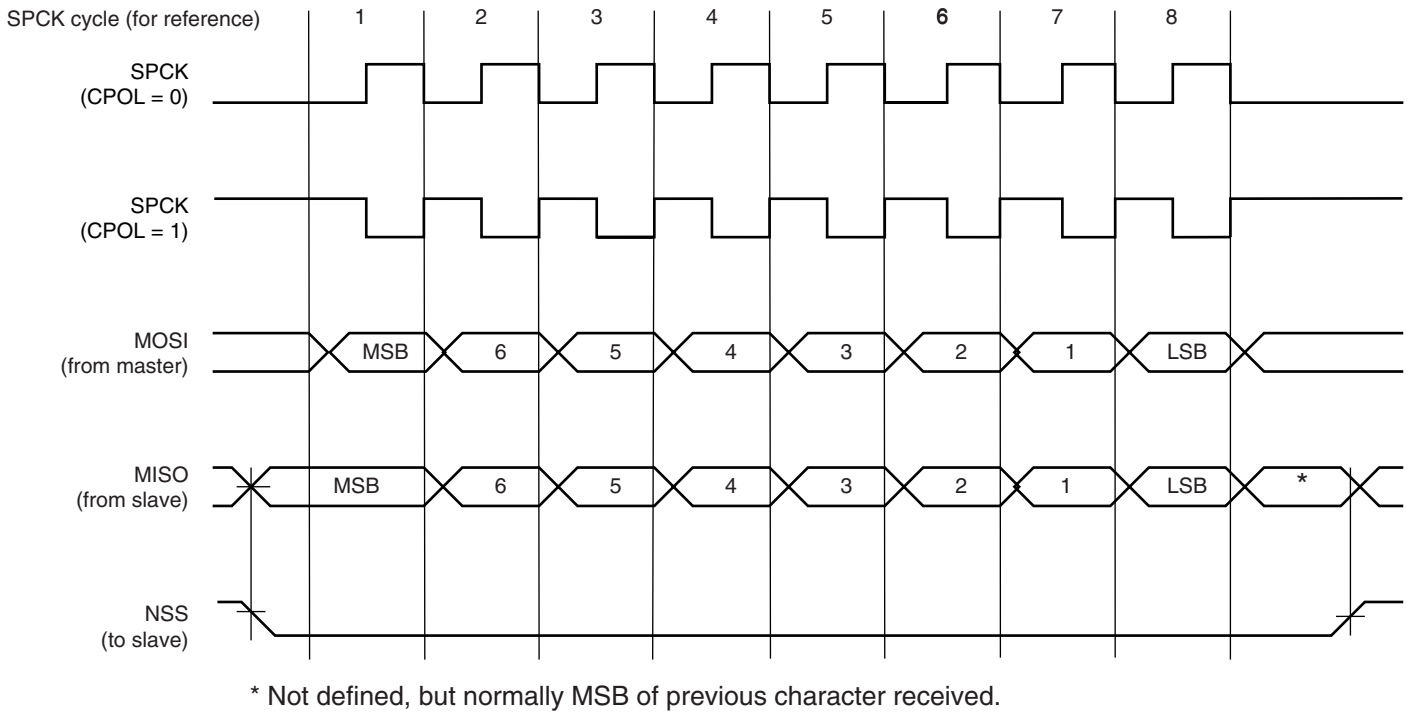 SPCK cycle (for reference) 1 2 3 4 5 6 7 8
SPCK
(CPOL = 0)
SPCK
(CPOL = 1)
MOSI
(from master)
MSB 6 5 4 3 2 1 LSB
MISO
(from slave)
MSB 6 5 4 3 2 1 LSB *
NSS
(to slave)
* Not defined, but normally MSB of previous character received.